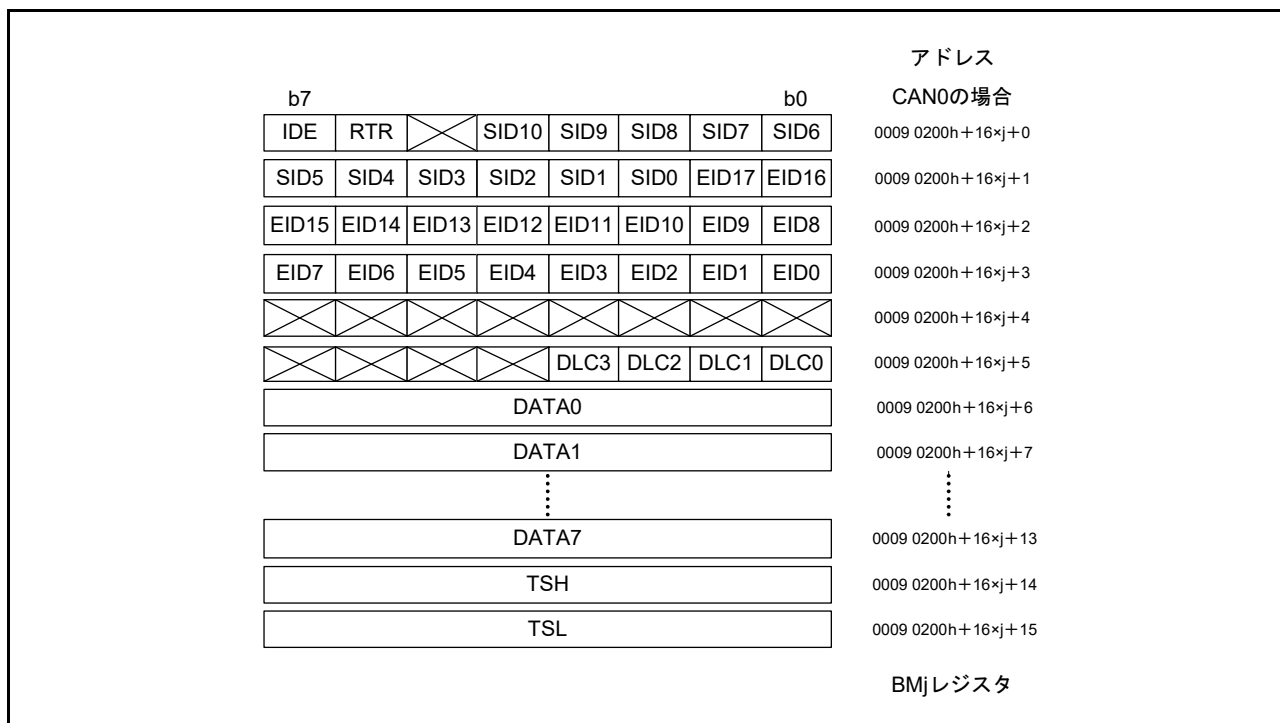 アドレス
b7 b0 CAN0の場合
IDE RTR SID10 SID9 SID8 SID7 SID6 0009 0200h＋16×j＋0
SID5 SID4 SID3 SID2 SID1 SID0 EID17 EID16 0009 0200h＋16×j＋1
EID15 EID14 EID13 EID12 EID11 EID10 EID9 EID8 0009 0200h＋16×j＋2
EID7 EID6 EID5 EID4 EID3 EID2 EID1 EID0 0009 0200h＋16×j＋3
0009 0200h＋16×j＋4
DLC3 DLC2 DLC1 DLC0 0009 0200h＋16×j＋5
DATA0 0009 0200h＋16×j＋6
DATA1 0009 0200h＋16×j＋7
DATA7 0009 0200h＋16×j＋13
TSH 0009 0200h＋16×j＋14
TSL 0009 0200h＋16×j＋15
BMjレジスタ